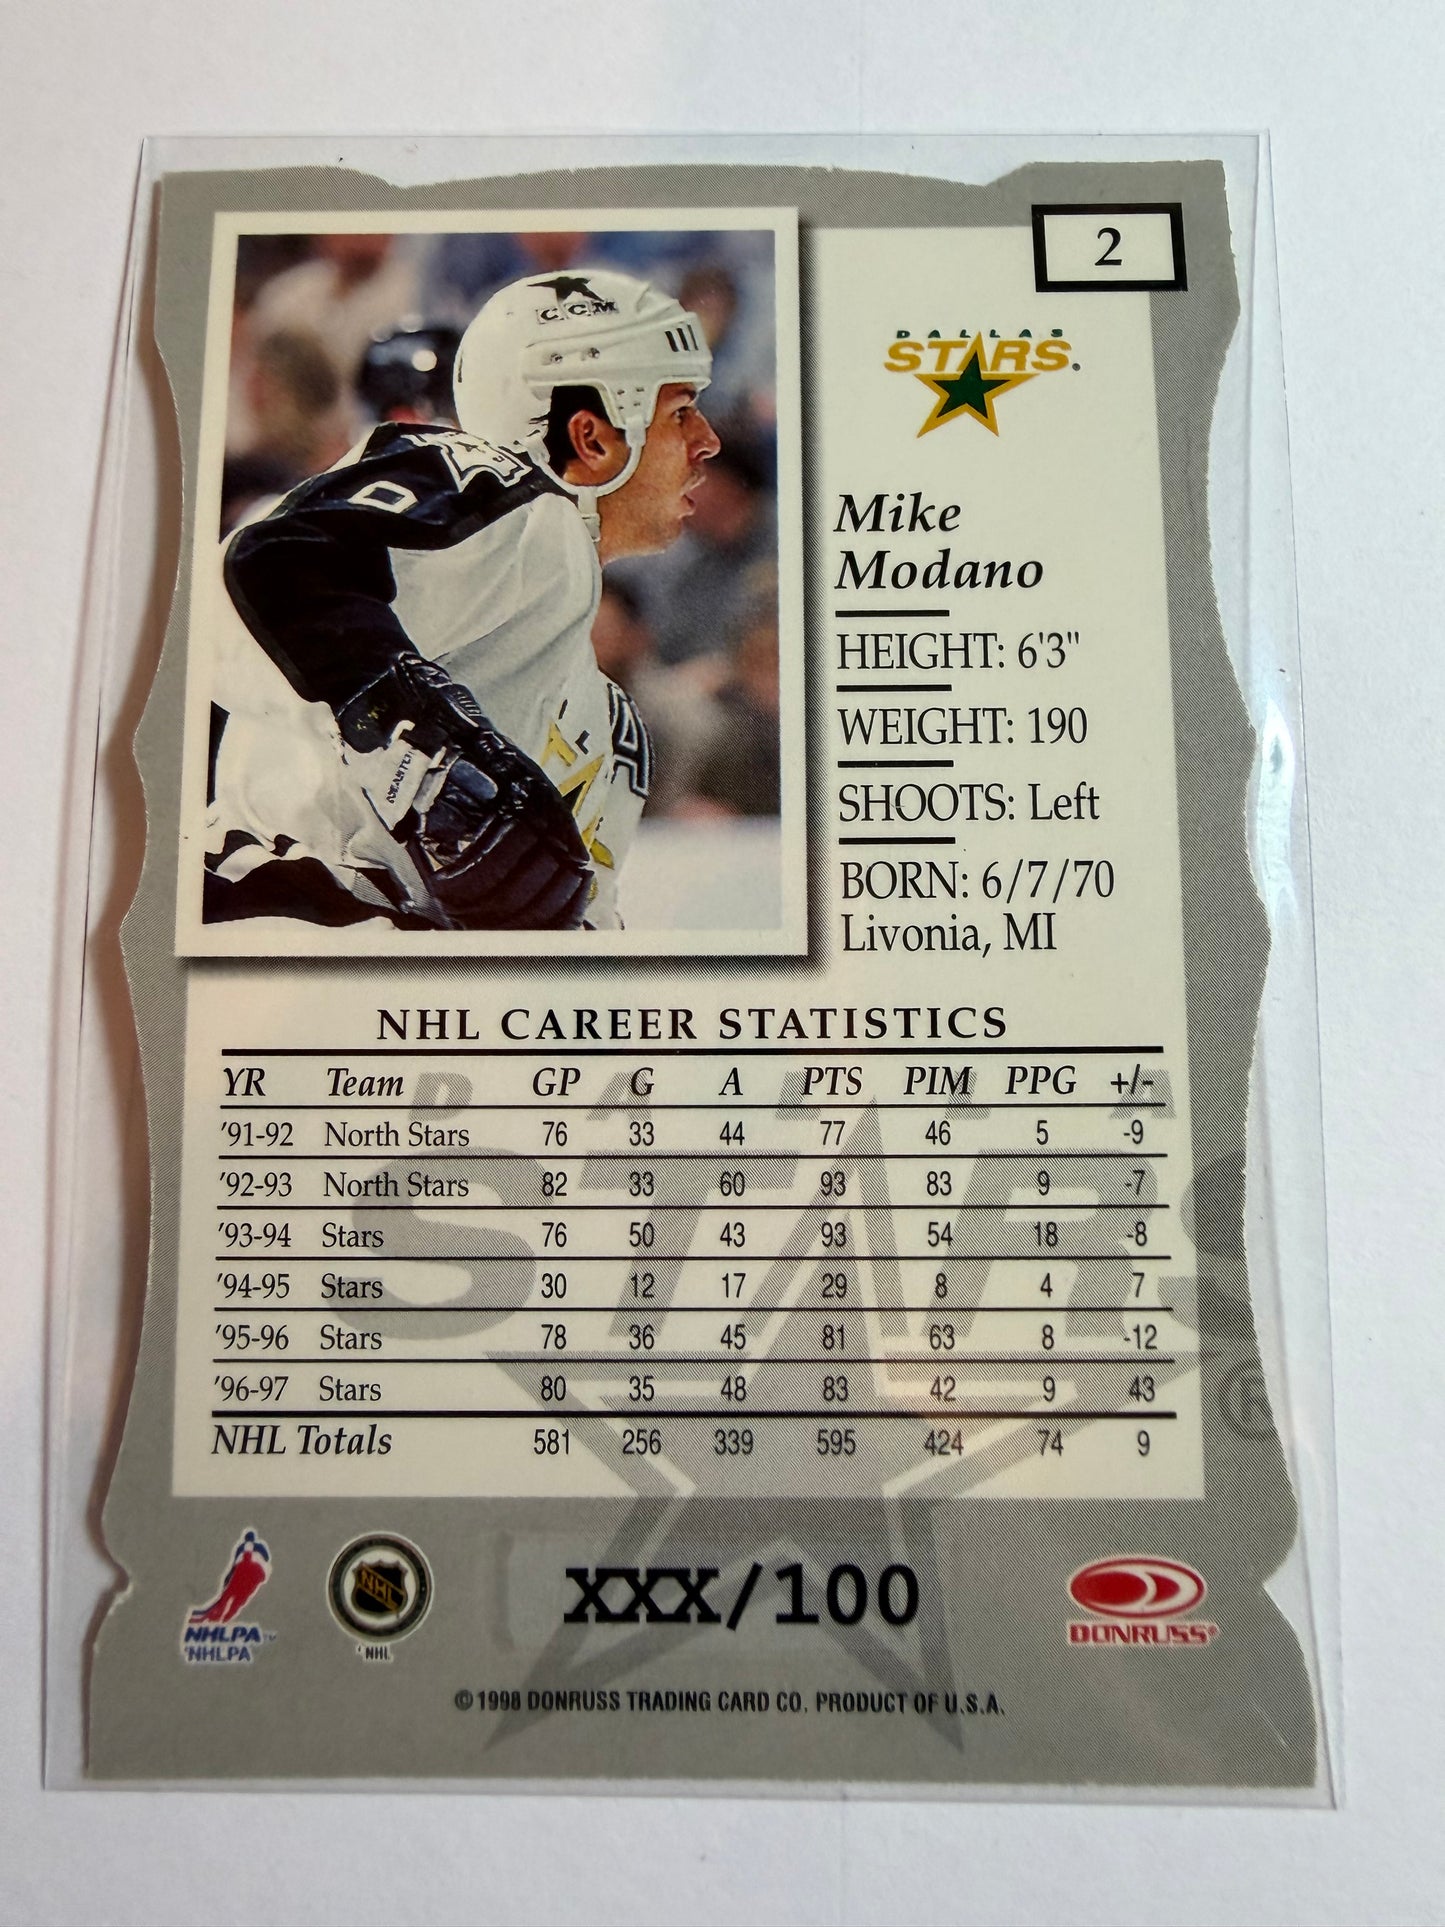 2
DALLAS
STARS®
CCM
Mike
Modano
HEIGHT: 6'3"
WEIGHT: 190
SHOOTS: Left
BORN: 6/7/70
Livonia, MI
NHL CAREER STATISTICS
YR Team GP G A PTS PIM PPG +/-
'91-92 North Stars 76 33 44 77 46 5 -9
'92-93 North Stars 82 33 60 93 83 9 -7
'93-94 Stars 76 50 43 93 54 18 -8
'94-95 Stars 30 12 17 29 8 4 7
'95-96 Stars 78 36 45 81 63 8 -12
'96-97 Stars 80 35 48 83 42 9 43
NHL Totals 581 256 339 595 424 74 9
NHLPA™
'NHLPA
NHL
'NHL
XXX/100
DONRUSS®
©1998 DONRUSS TRADING CARD CO. PRODUCT OF U.S.A.